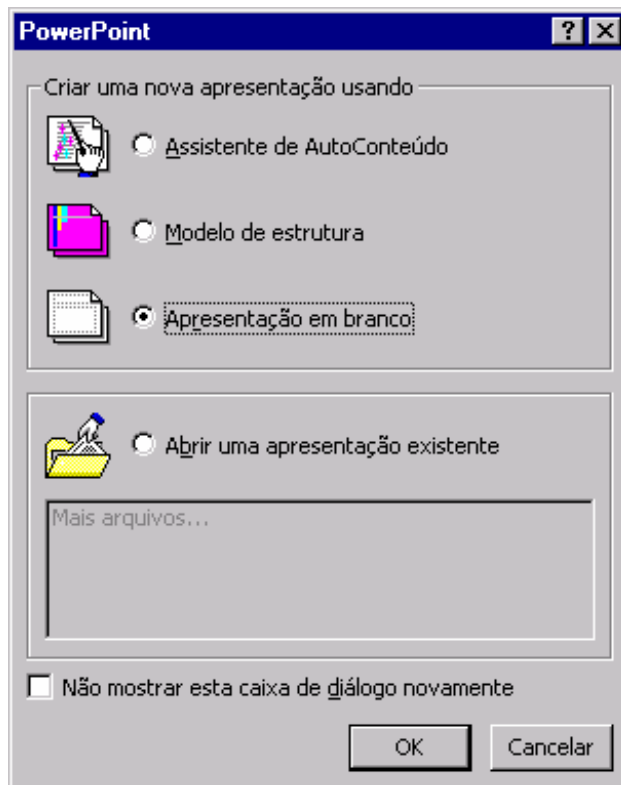 PowerPoint
Criar uma nova apresentação usando
Assistente de AutoConteúdo
Modelo de estrutura
Apresentação em branco
Abrir uma apresentação existente
Mais arquivos...
Não mostrar esta caixa de diálogo novamente
OK Cancelar